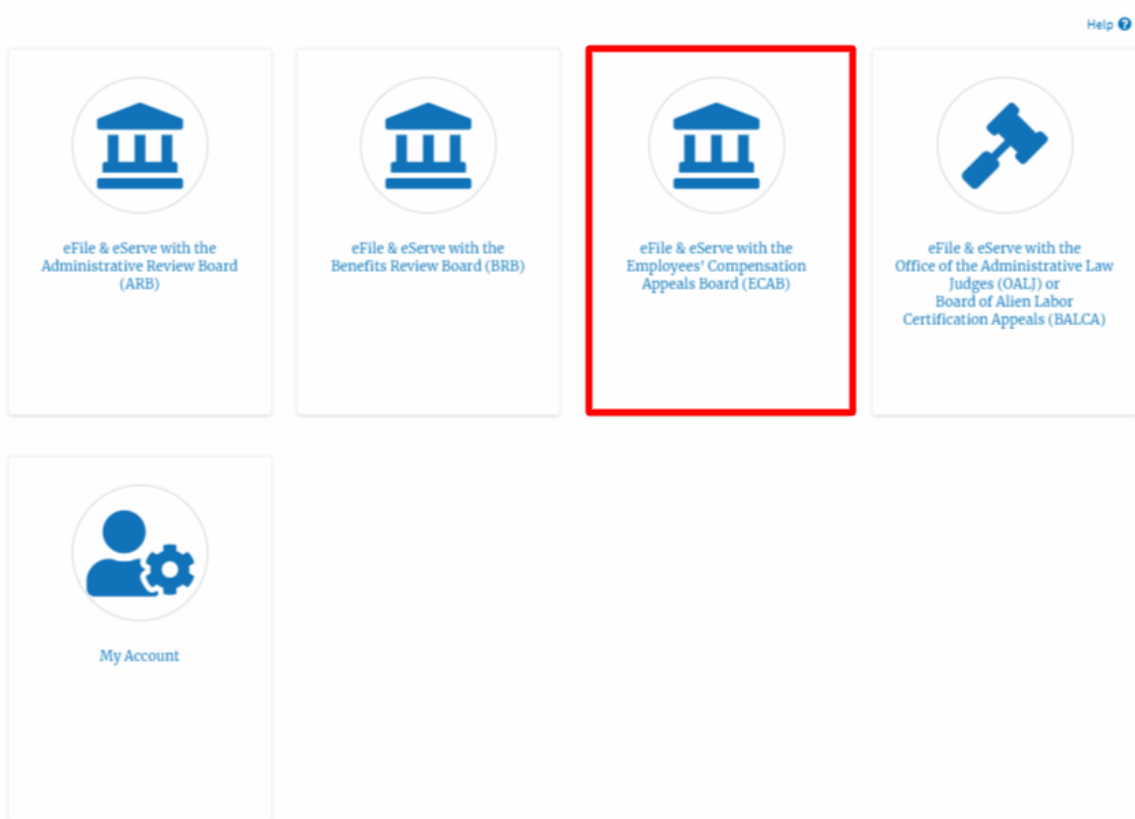 Help
eFile & eServe with the
Administrative Review Board
(ARB)
eFile & eServe with the
Benefits Review Board (BRB)
eFile & eServe with the
Employees' Compensation
Appeals Board (ECAB)
eFile & eServe with the
Office of the Administrative Law
Judges (OALJ) or
Board of Alien Labor
Certification Appeals (BALCA)
My Account